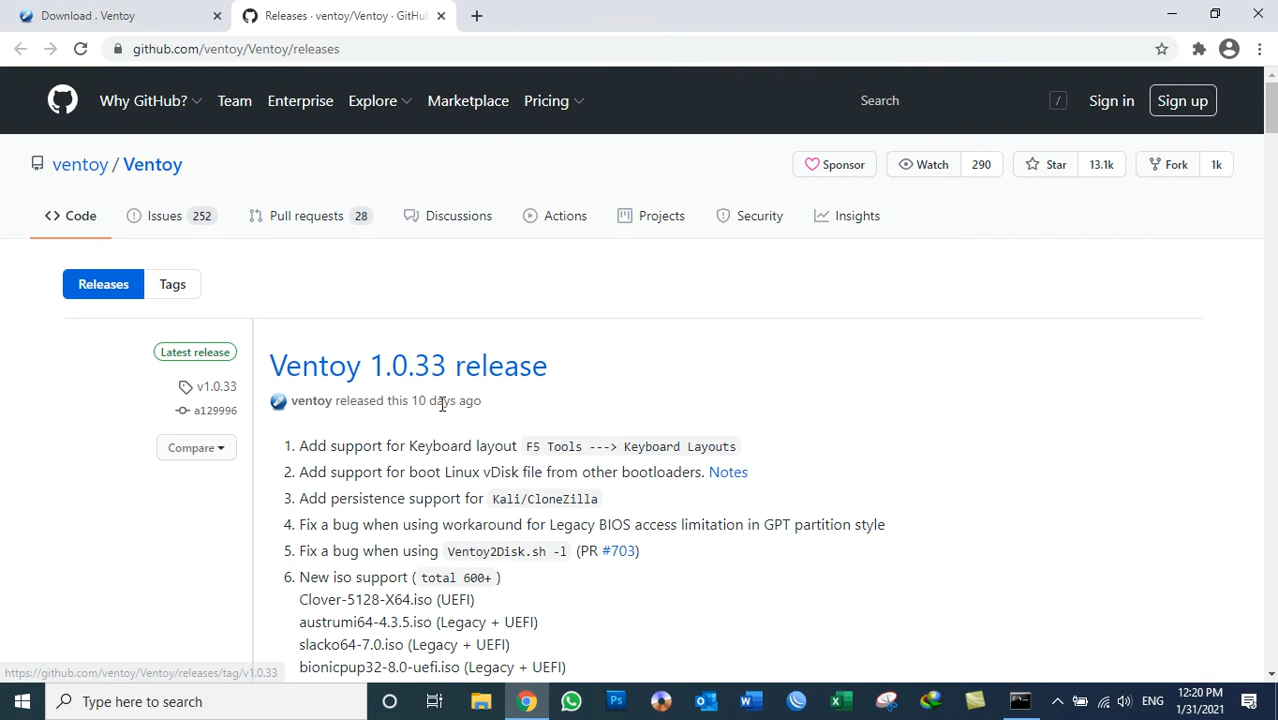 Download . Ventoy
Releases · ventoy/Ventoy · GitHub
github.com/ventoy/Ventoy/releases
Why GitHub? Team Enterprise Explore Marketplace Pricing Search / Sign in Sign up
ventoy / Ventoy Sponsor Watch 290 Star 13.1k Fork 1k
<> Code Issues 252 Pull requests 28 Discussions Actions Projects Security Insights
Releases Tags
Latest release
v1.0.33
a129996
Compare
Ventoy 1.0.33 release
ventoy released this 10 days ago
1. Add support for Keyboard layout F5 Tools ---> Keyboard Layouts
2. Add support for boot Linux vDisk file from other bootloaders. Notes
3. Add persistence support for Kali/CloneZilla
4. Fix a bug when using workaround for Legacy BIOS access limitation in GPT partition style
5. Fix a bug when using Ventoy2Disk.sh -l (PR #703)
6. New iso support ( total 600+ )
Clover-5128-X64.iso (UEFI)
austrumi64-4.3.5.iso (Legacy + UEFI)
slacko64-7.0.iso (Legacy + UEFI)
bionicpup32-8.0-uefi.iso (Legacy + UEFI)
https://github.com/ventoy/Ventoy/releases/tag/v1.0.33
Type here to search
Ps
ENG
12:20 PM
1/31/2021